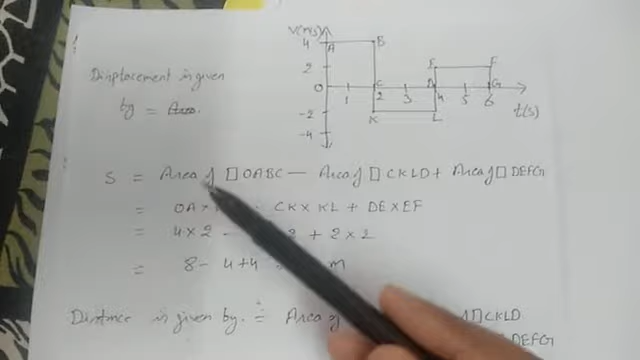 V(m/s)
4 A B
2 E F
0 1 C 2 3 D 4 5 G 6
-2 K L t(s)
-4
Displacement is given
by =
S = Area of □ OABC — Area of □ CKLD + Area of □ DEFG
= OA × CK × KL + DE × EF
= 4 × 2 - 2 + 2 × 2
= 8 - 4 + 4 m
Distance is given by = Area of □ CKLD
DEFG